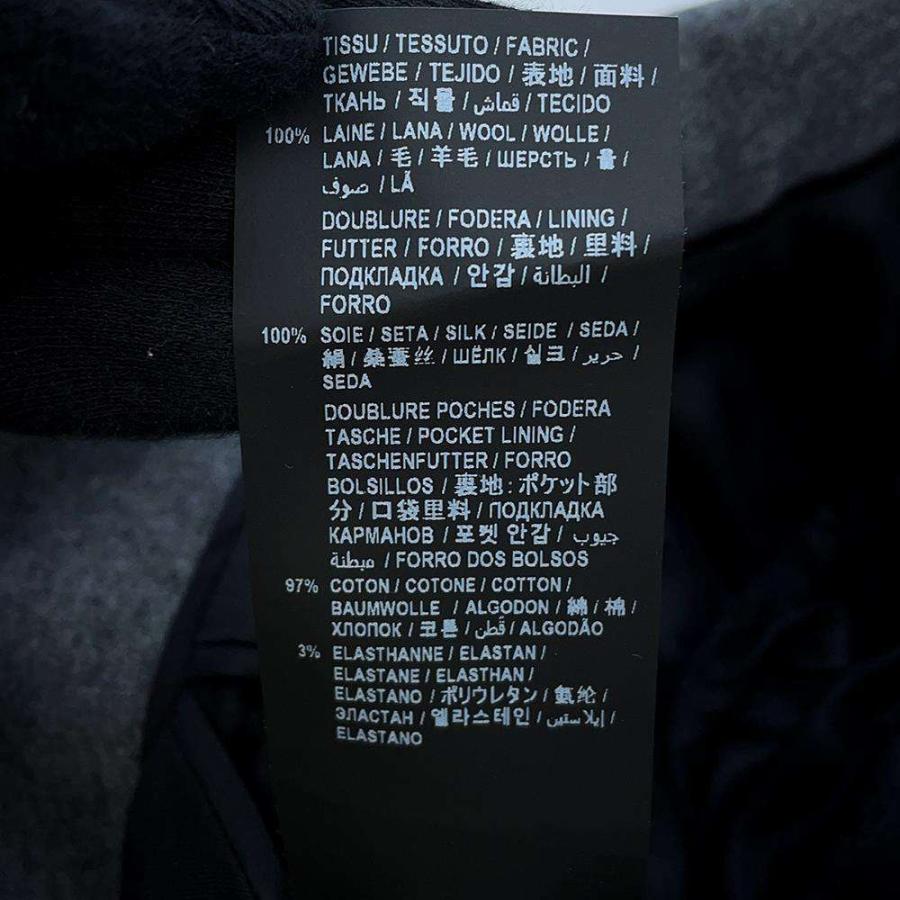 TISSU / TESSUTO / FABRIC /
GEWEBE / TEJIDO / 表地 / 面料 /
ТКАНЬ / 직물 / قماش / TECIDO
100% LAINE / LANA / WOOL / WOLLE /
LANA / 毛 / 羊毛 / ШЕРСТЬ / 울 /
صوف / LÃ
DOUBLURE / FODERA / LINING /
FUTTER / FORRO / 裏地 / 里料 /
ПОДКЛАДКА / 안감 / البطانة /
FORRO
100% SOIE / SETA / SILK / SEIDE / SEDA /
絹 / 桑蚕丝 / ШЁЛК / 실크 / حرير /
SEDA
DOUBLURE POCHES / FODERA
TASCHE / POCKET LINING /
TASCHENFUTTER / FORRO
BOLSILLOS / 裏地: ポケット部
分 / 口袋里料 / ПОДКЛАДКА
КАРМАНОВ / 포켓 안감 / جيوب
مبطنة / FORRO DOS BOLSOS
97% COTON / COTONE / COTTON /
BAUMWOLLE / ALGODON / 綿 / 棉 /
ХЛОПОК / 코튼 / قطن / ALGODÃO
3% ELASTHANNE / ELASTAN /
ELASTANE / ELASTHAN /
ELASTANO / ポリウレタン / 氨纶 /
ЭЛАСТАН / 엘라스테인 / إيلاستين /
ELASTANO